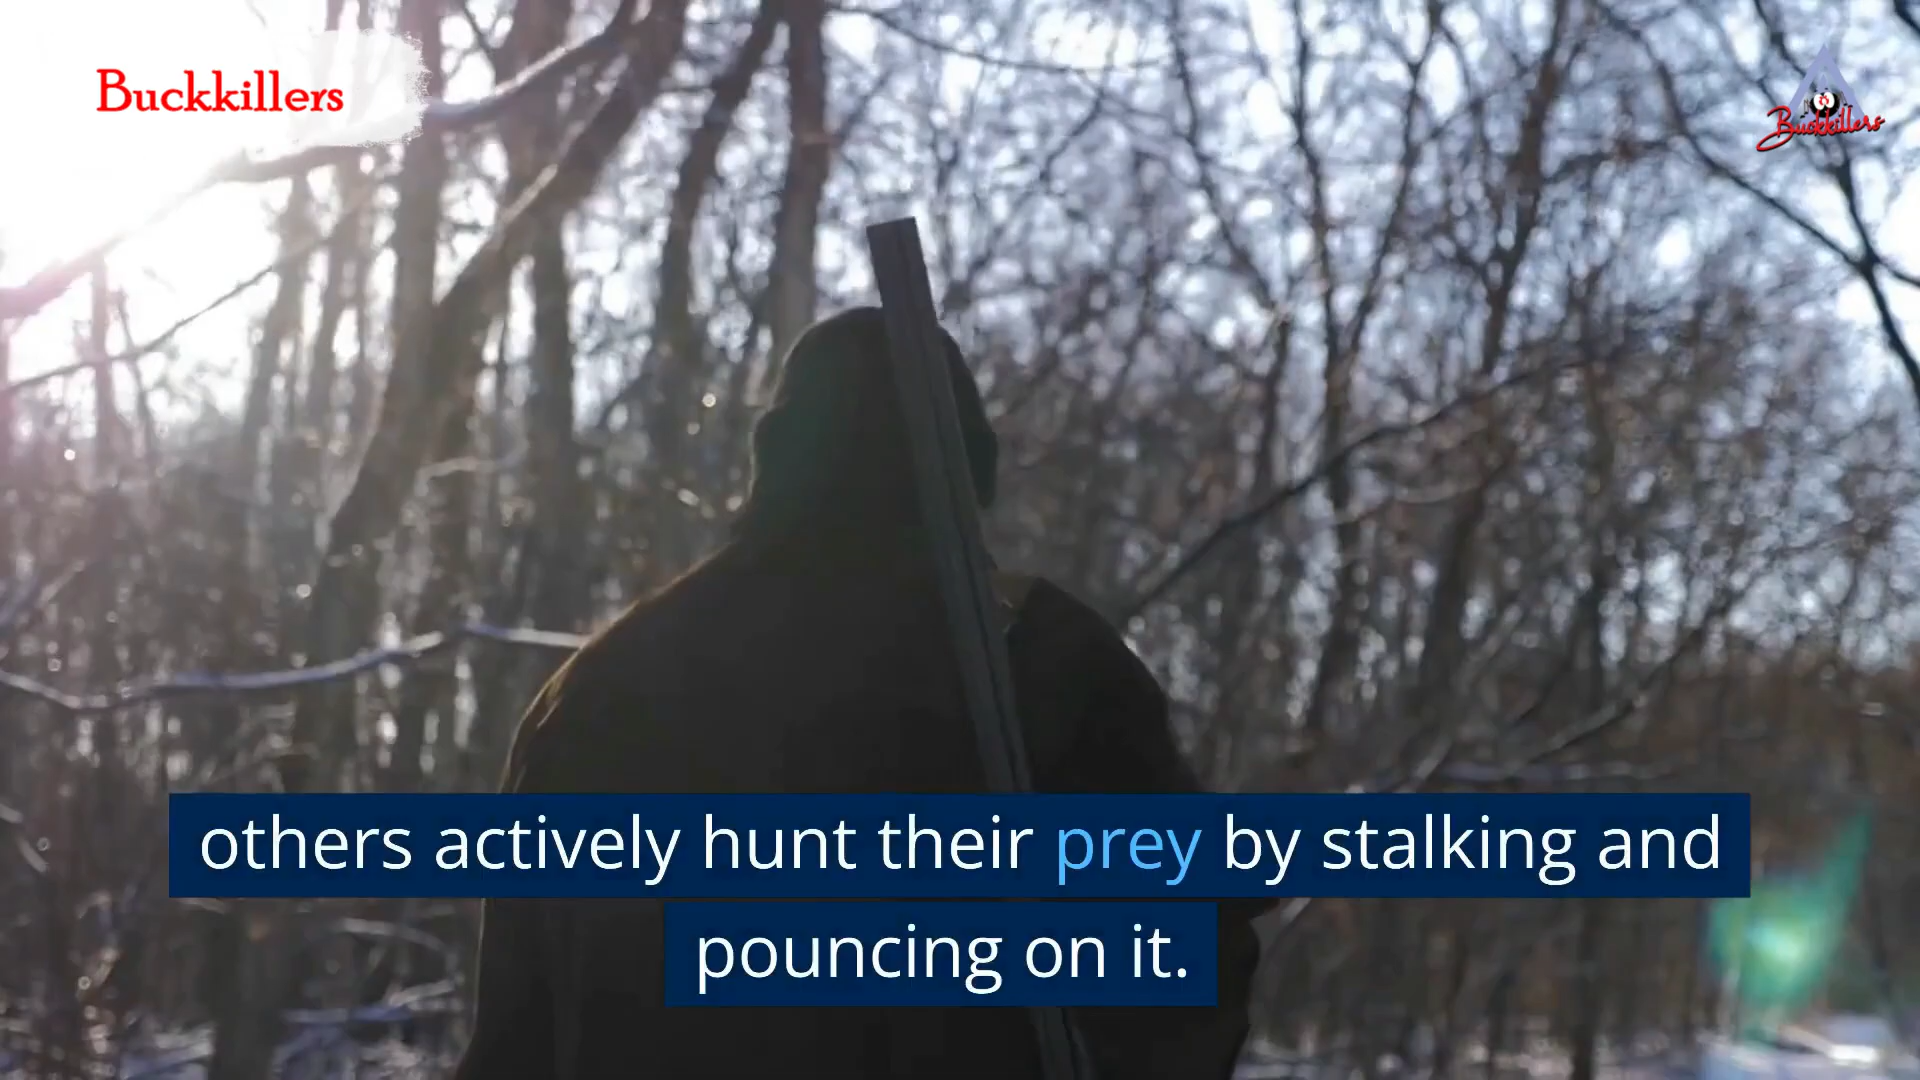 Buckkillers
Buckkillers
others actively hunt their prey by stalking and
pouncing on it.